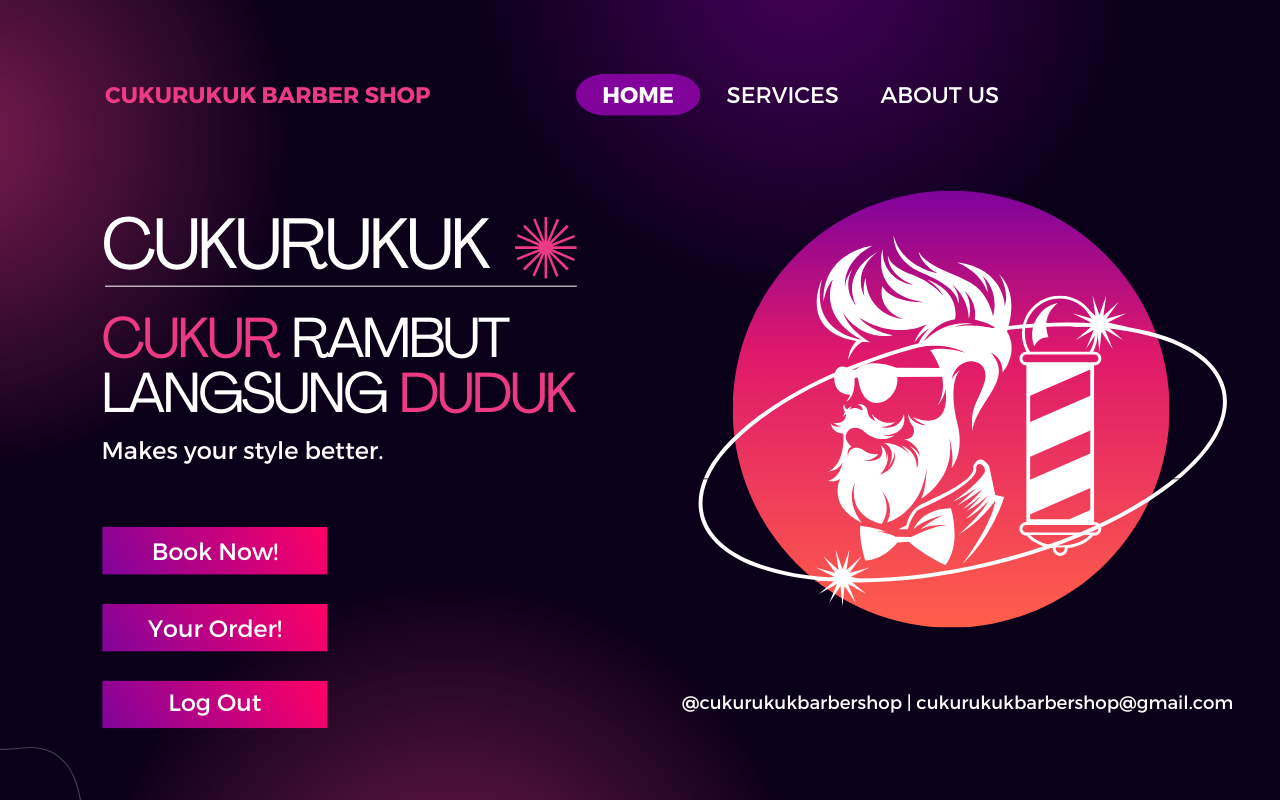 CUKURUKUK BARBER SHOP
HOME
SERVICES
ABOUT US
CUKURUKUK
CUKUR RAMBUT
LANGSUNG DUDUK
Makes your style better.
Book Now!
Your Order!
Log Out
@cukurukukbarbershop | cukurukukbarbershop@gmail.com